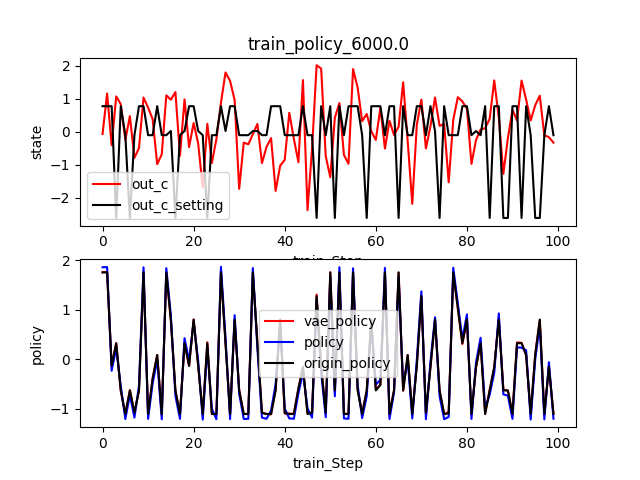 train_policy_6000.0
state
2
1
0
−1
−2
out_c
out_c_setting
0
20
40
60
80
100
train_Step
policy
2
1
0
−1
vae_policy
policy
origin_policy
0
20
40
60
80
100
train_Step